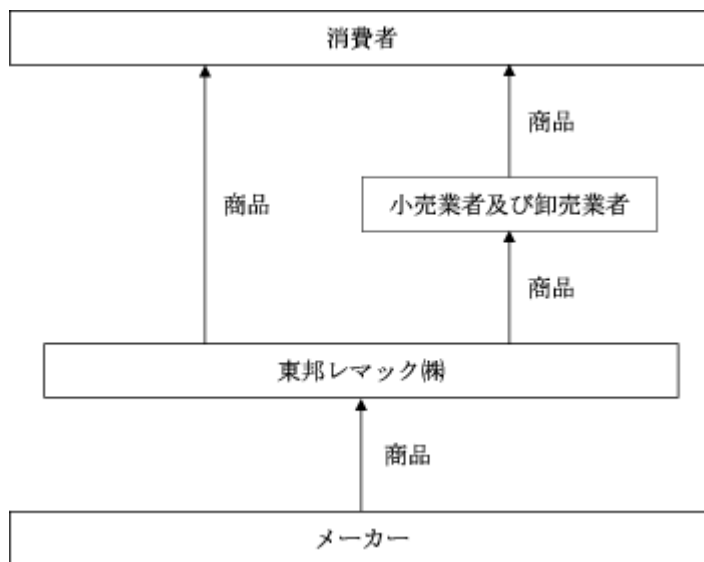 消費者
商品
商品
小売業者及び卸売業者
商品
東邦レマック㈱
商品
メーカー